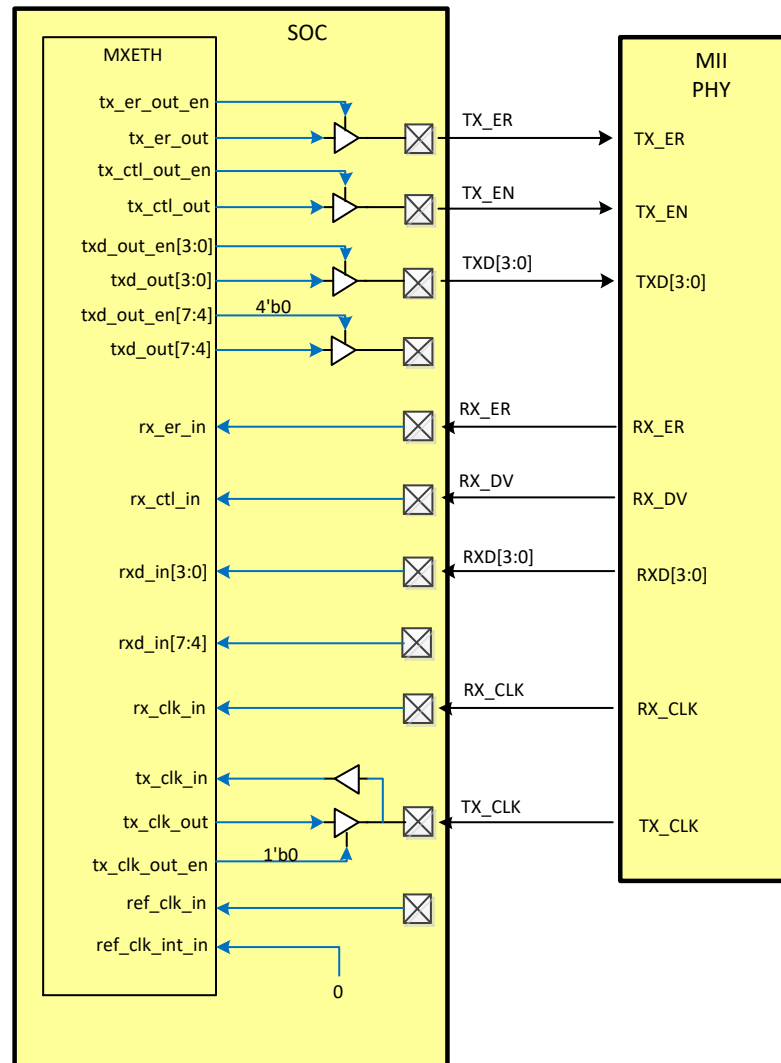 SOC
MXETH
MII
PHY
tx_er_out_en
TX_ER
tx_er_out
TX_ER
tx_ctl_out_en
TX_EN
tx_ctl_out
TX_EN
txd_out_en[3:0]
TXD[3:0]
txd_out[3:0]
TXD[3:0]
txd_out_en[7:4]
4'b0
txd_out[7:4]
RX_ER
rx_er_in
RX_ER
RX_DV
rx_ctl_in
RX_DV
RXD[3:0]
rxd_in[3:0]
RXD[3:0]
rxd_in[7:4]
RX_CLK
rx_clk_in
RX_CLK
tx_clk_in
TX_CLK
tx_clk_out
TX_CLK
1'b0
tx_clk_out_en
ref_clk_in
ref_clk_int_in
0